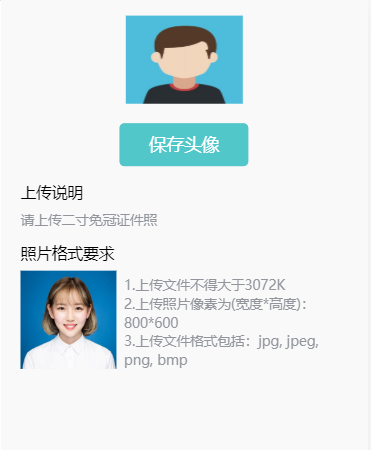 保存头像
上传说明
请上传二寸免冠证件照
照片格式要求
1.上传文件不得大于3072K
2.上传照片像素为(宽度*高度):
800*600
3.上传文件格式包括：jpg, jpeg,
png, bmp